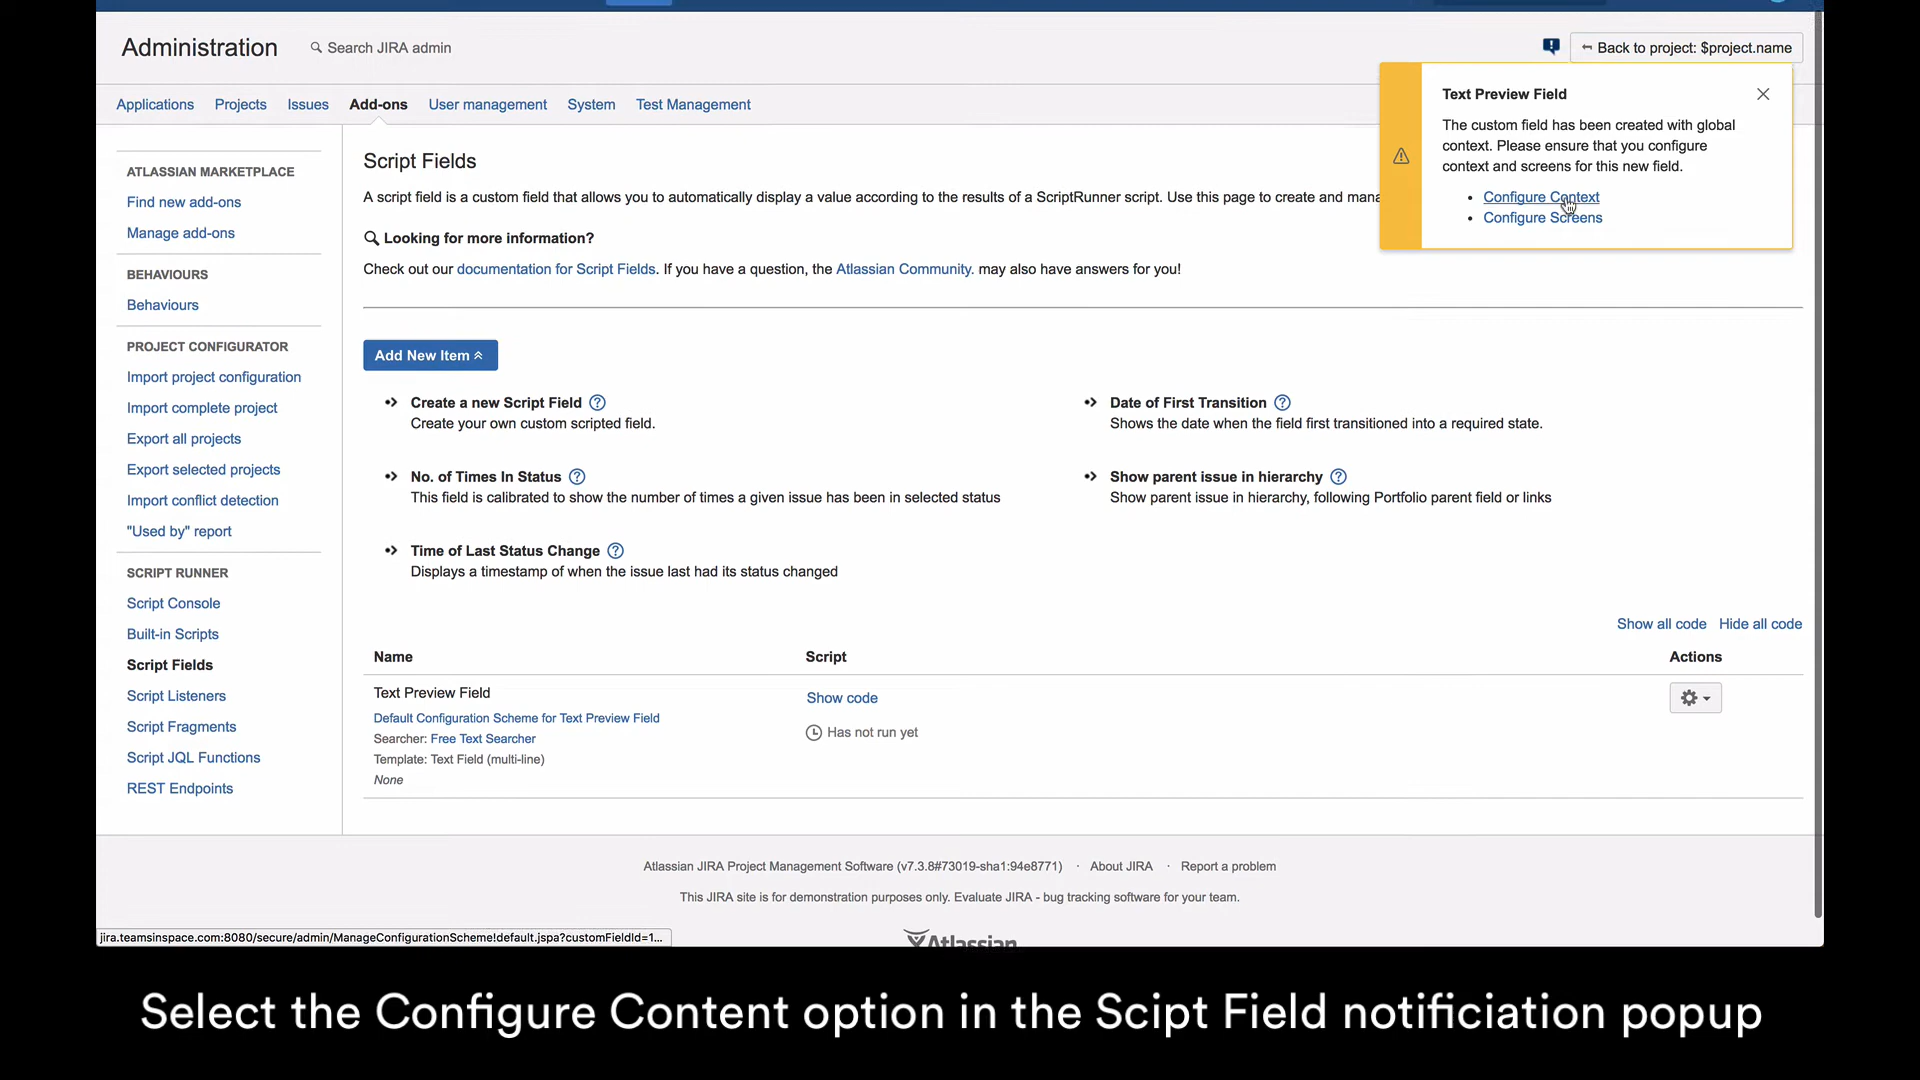 Administration
Search JIRA admin
Back to project: $project.name
Applications
Projects
Issues
Add-ons
User management
System
Test Management
Text Preview Field
The custom field has been created with global
context. Please ensure that you configure
context and screens for this new field.
Configure Context
Configure Screens
ATLASSIAN MARKETPLACE
Find new add-ons
Manage add-ons
BEHAVIOURS
Behaviours
PROJECT CONFIGURATOR
Import project configuration
Import complete project
Export all projects
Export selected projects
Import conflict detection
"Used by" report
SCRIPT RUNNER
Script Console
Built-in Scripts
Script Fields
Script Listeners
Script Fragments
Script JQL Functions
REST Endpoints
Script Fields
A script field is a custom field that allows you to automatically display a value according to the results of a ScriptRunner script. Use this page to create and mana
Looking for more information?
Check out our documentation for Script Fields. If you have a question, the Atlassian Community. may also have answers for you!
Add New Item
Create a new Script Field
Create your own custom scripted field.
Date of First Transition
Shows the date when the field first transitioned into a required state.
No. of Times In Status
This field is calibrated to show the number of times a given issue has been in selected status
Show parent issue in hierarchy
Show parent issue in hierarchy, following Portfolio parent field or links
Time of Last Status Change
Displays a timestamp of when the issue last had its status changed
Show all code Hide all code
Name Script Actions
Text Preview Field
Default Configuration Scheme for Text Preview Field
Searcher: Free Text Searcher
Template: Text Field (multi-line)
None
Show code
Has not run yet
Atlassian JIRA Project Management Software (v7.3.8#73019-sha1:94e8771) · About JIRA · Report a problem
This JIRA site is for demonstration purposes only. Evaluate JIRA - bug tracking software for your team.
Atlassian
jira.teamsinspace.com:8080/secure/admin/ManageConfigurationScheme!default.jspa?customFieldId=1...
Select the Configure Content option in the Scipt Field notificiation popup